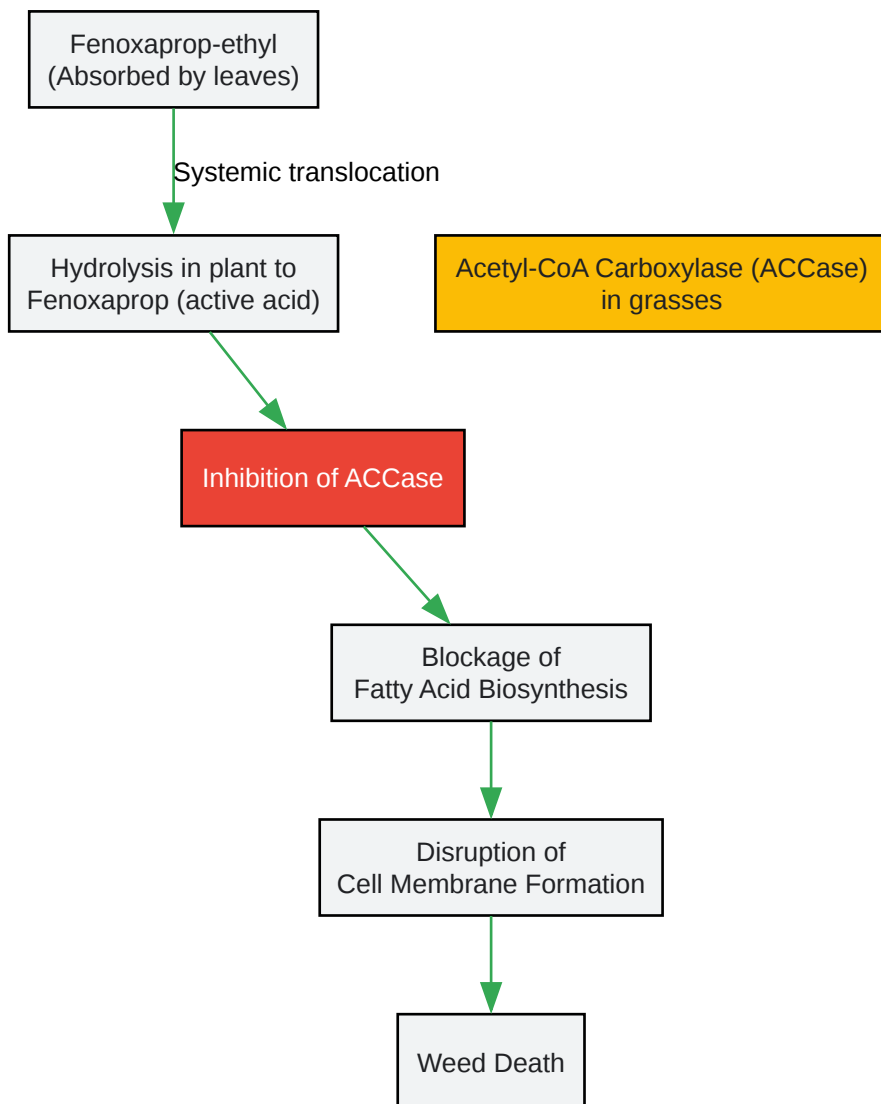 Fenoxaprop-ethyl
(Absorbed by leaves)
Systemic translocation
Hydrolysis in plant to
Fenoxaprop (active acid)
Acetyl-CoA Carboxylase (ACCase)
in grasses
Inhibition of ACCase
Blockage of
Fatty Acid Biosynthesis
Disruption of
Cell Membrane Formation
Weed Death